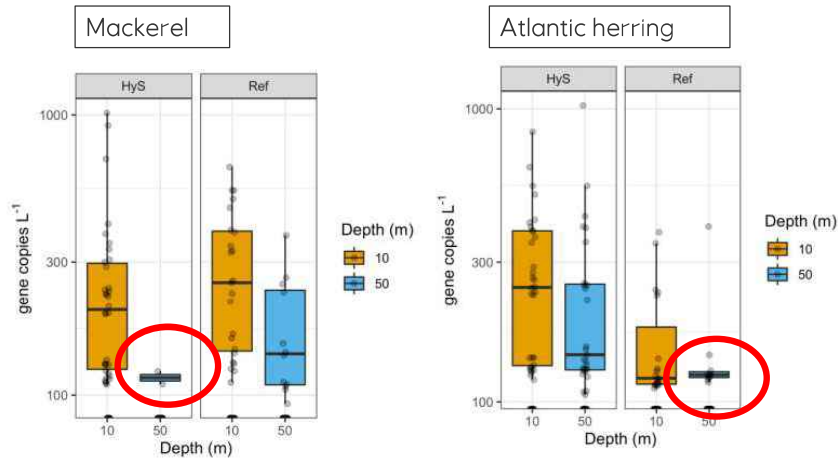 Mackerel
HyS Ref
1000
300
100
gene copies L⁻¹
10 50 10 50
Depth (m)
Depth (m)
10
50
Atlantic herring
HyS Ref
1000
300
100
gene copies L⁻¹
10 50 10 50
Depth (m)
Depth (m)
10
50